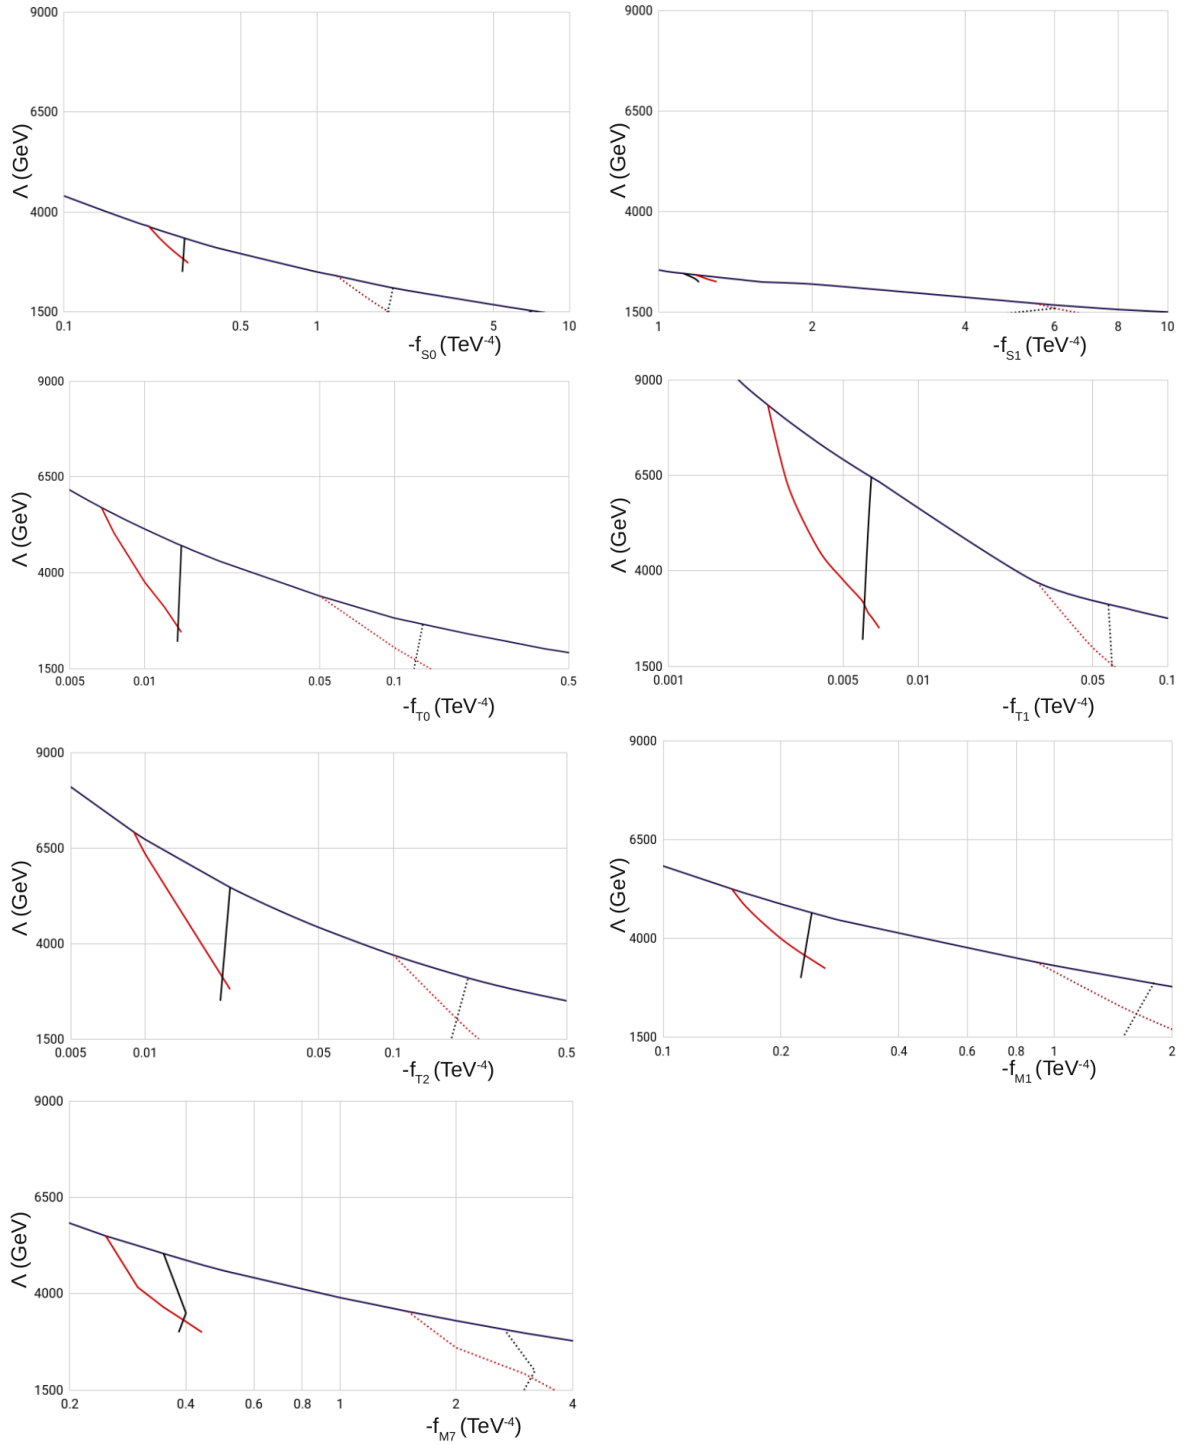 9000
6500
4000
1500
Λ (GeV)
0.1 0.5 1 5 10
-fS0 (TeV-4)
9000
6500
4000
1500
Λ (GeV)
1 2 4 6 8 10
-fS1 (TeV-4)
9000
6500
4000
1500
Λ (GeV)
0.005 0.01 0.05 0.1 0.5
-fT0 (TeV-4)
9000
6500
4000
1500
Λ (GeV)
0.001 0.005 0.01 0.05 0.1
-fT1 (TeV-4)
9000
6500
4000
1500
Λ (GeV)
0.005 0.01 0.05 0.1 0.5
-fT2 (TeV-4)
9000
6500
4000
1500
Λ (GeV)
0.1 0.2 0.4 0.6 0.8 1 2
-fM1 (TeV-4)
9000
6500
4000
1500
Λ (GeV)
0.2 0.4 0.6 0.8 1 2 4
-fM7 (TeV-4)